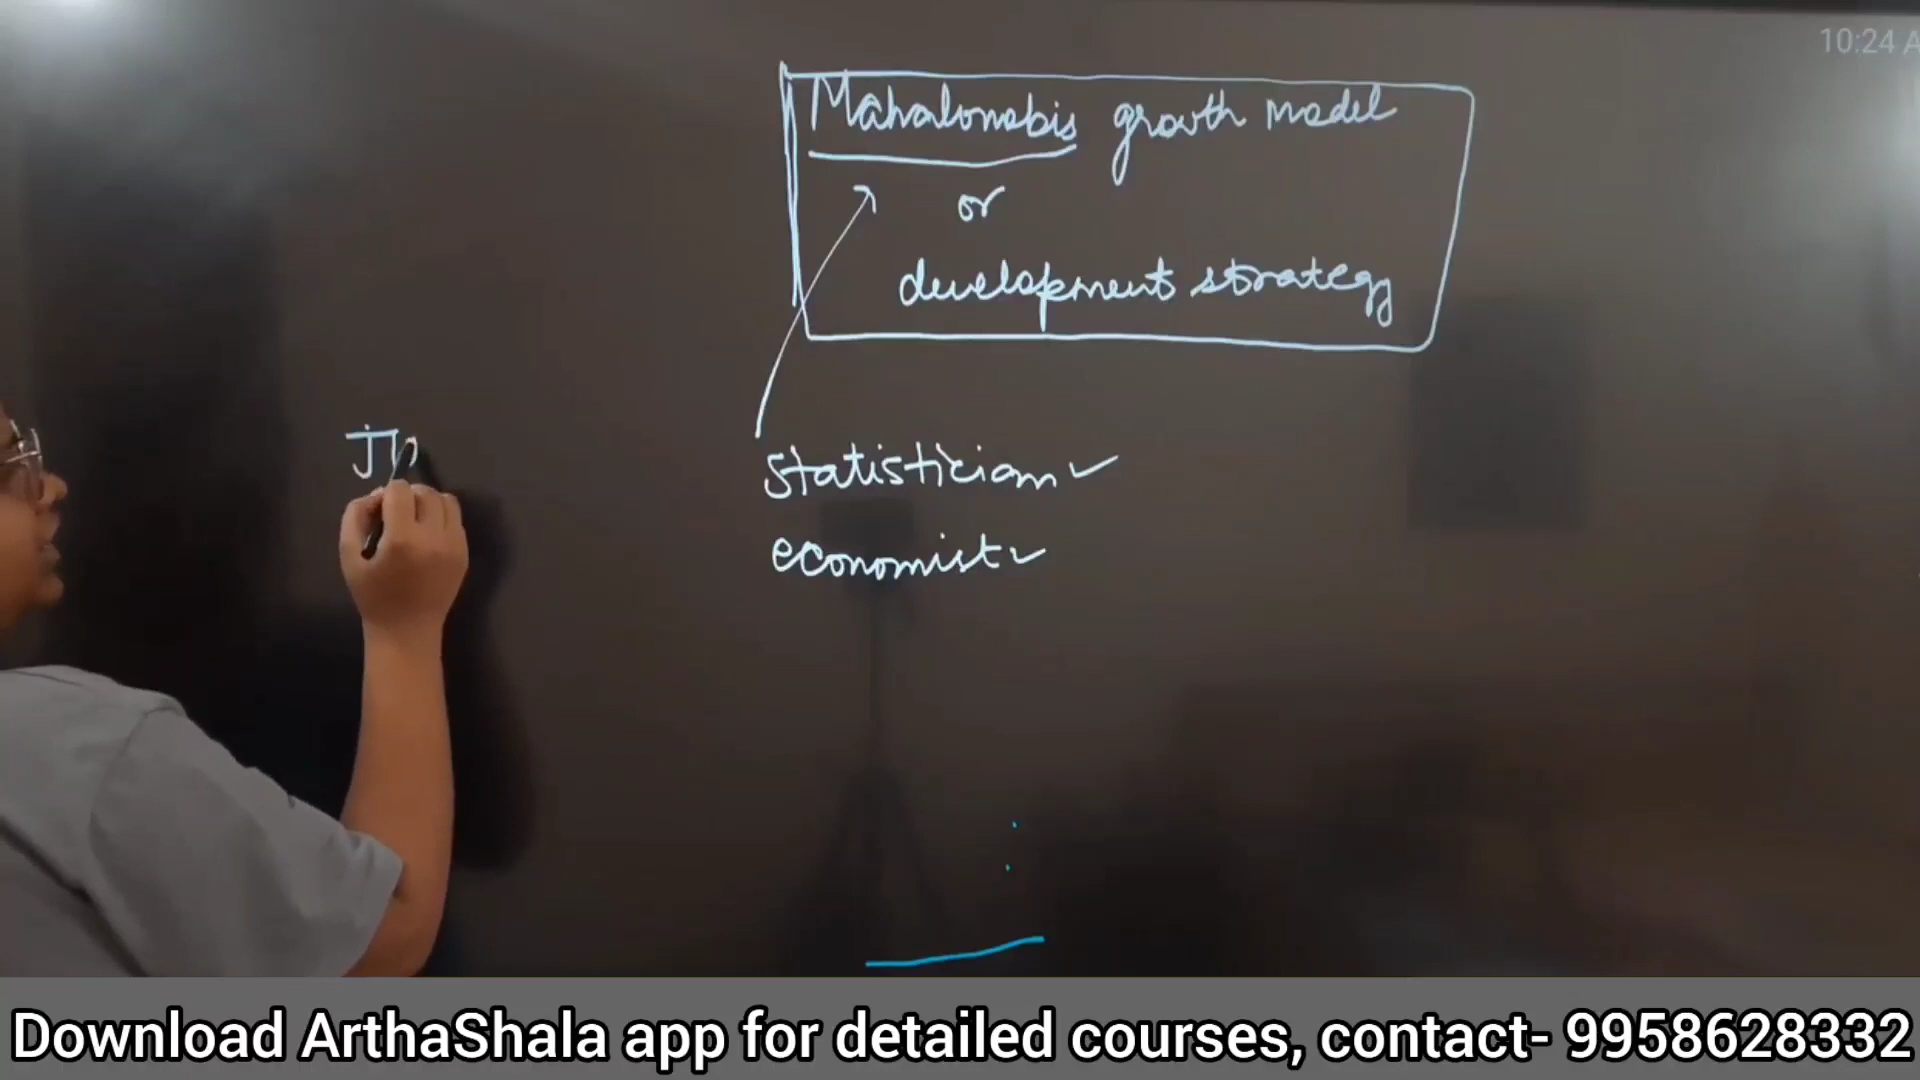 10:24 A
Mahalonobis growth model
or
development strategy
Statistician
economist
Download ArthaShala app for detailed courses, contact- 9958628332